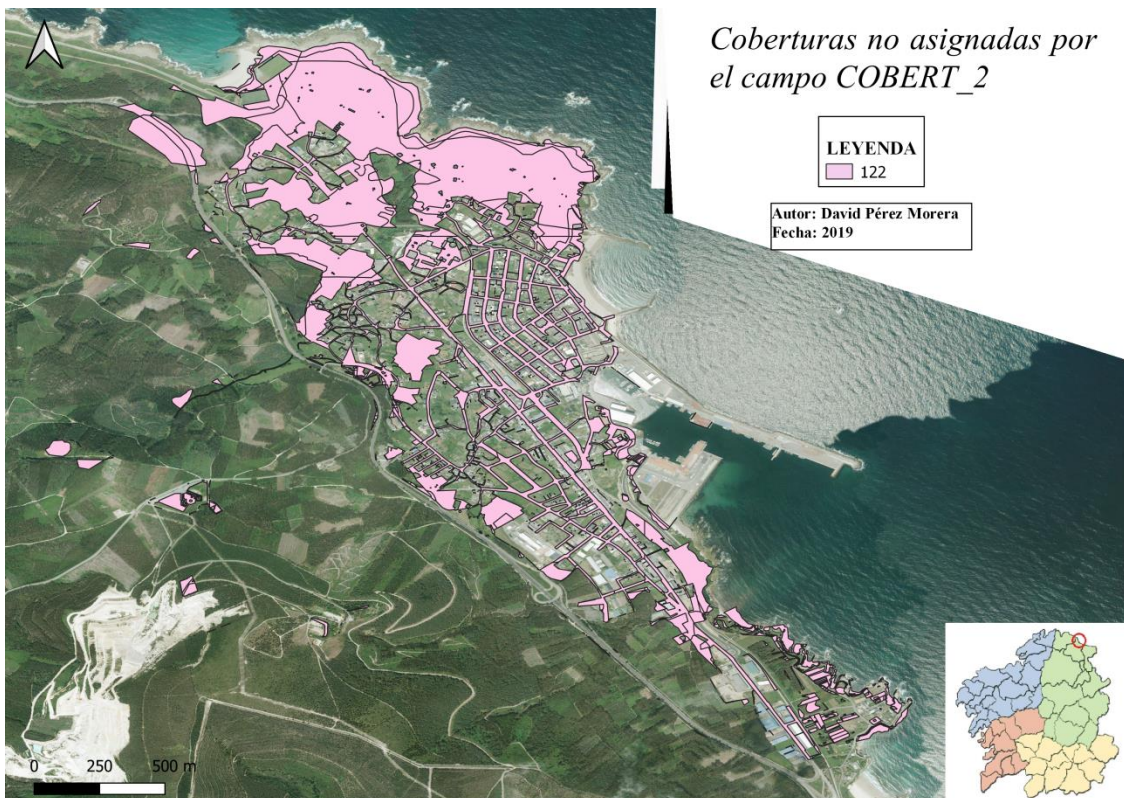 Coberturas no asignadas por
el campo COBERT_2
LEYENDA
122
Autor: David Pérez Morera
Fecha: 2019
0 250 500 m